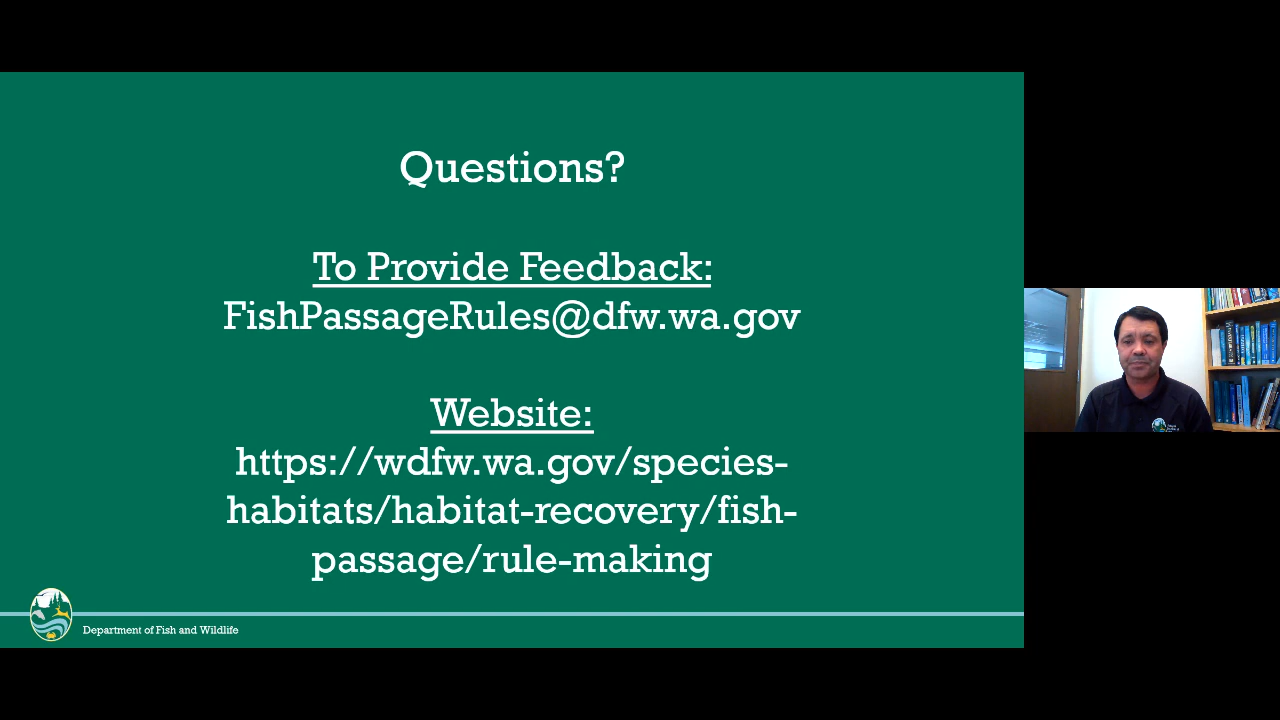 Questions?
To Provide Feedback:
FishPassageRules@dfw.wa.gov
Website:
https://wdfw.wa.gov/species-
habitats/habitat-recovery/fish-
passage/rule-making
Department of Fish and Wildlife